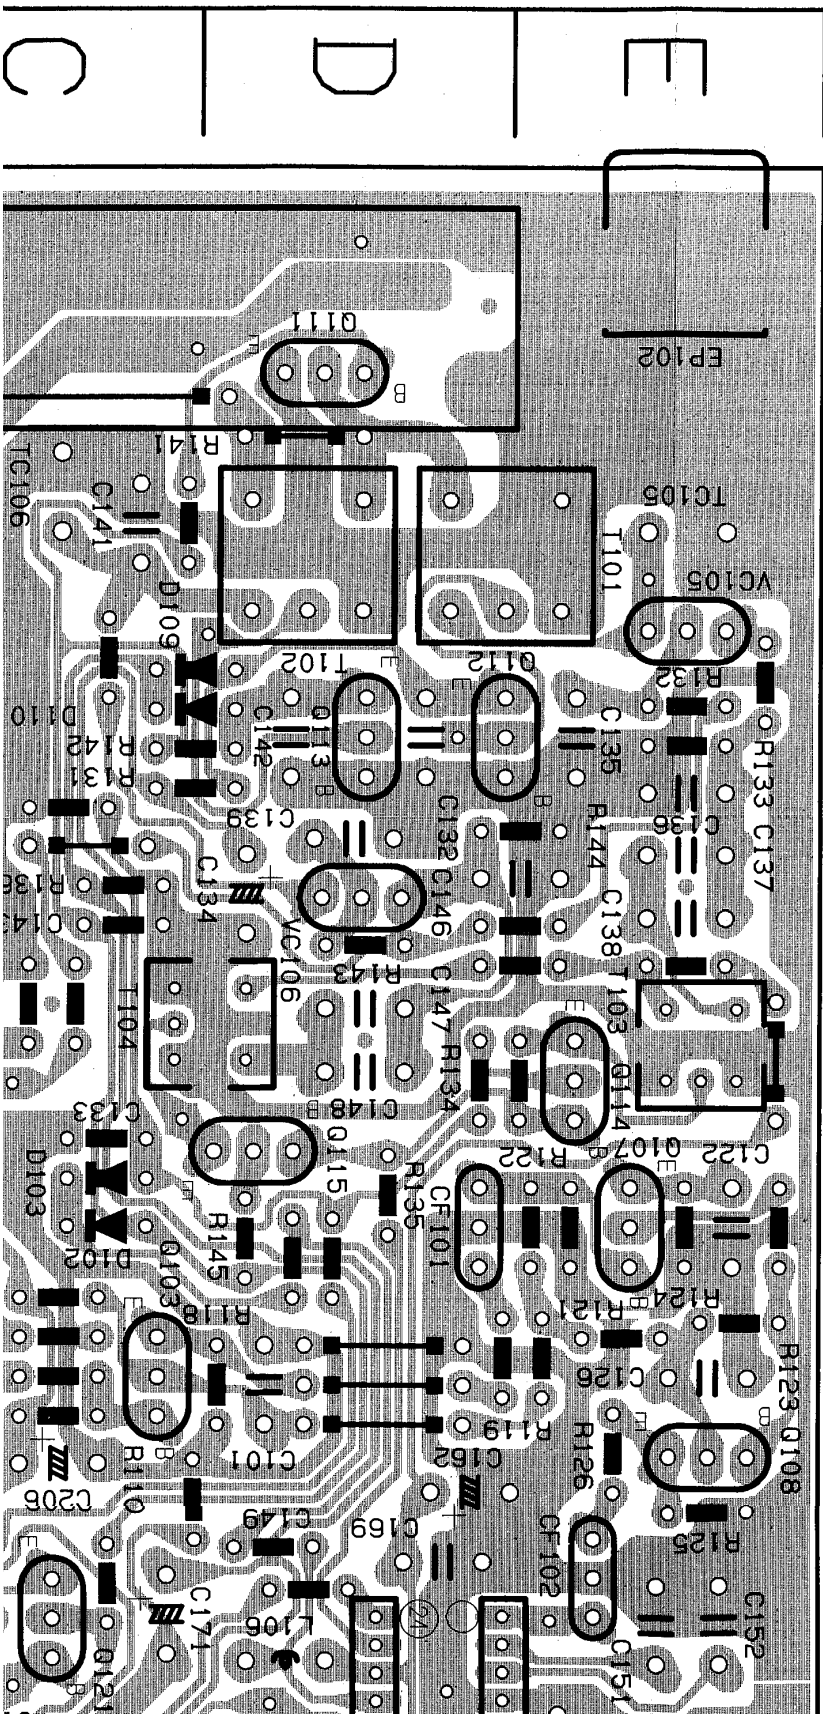 C
D
E
EP102
Q111
E
B
R141
TC106
C141
TC105
T101
VC105
D109
T102
E
Q112
E
R132
D110
R142
R131
C142
Q113
C135
B
B
R133
C139
C132
R144
C136
C137
C134
C146
VC106
R143
C138
T104
C147
T103
E
R134
Q114
C133
C148
B
Q115
R122
B
Q107
E
C122
D103
E
R135
CF101
R145
D102
Q103
E
R118
R121
B
R124
C126
R123
B
C101
R119
R126
E
B
Q108
R110
C162
C206
C149
C169
CF102
R125
E
C171
L106
21
C152
C151
Q121
B